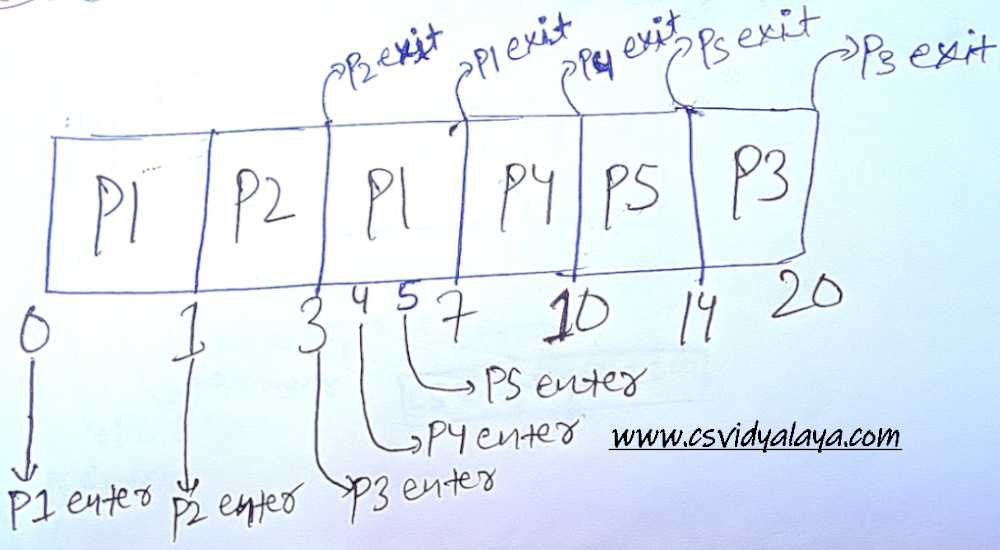 P2 exit P1 exit P4 exit P5 exit P3 exit
P1 P2 P1 P4 P5 P3
0 1 3 4 5 7 10 14 20
P5 enter
P4 enter www.csvidyalaya.com
P1 enter P2 enter P3 enter